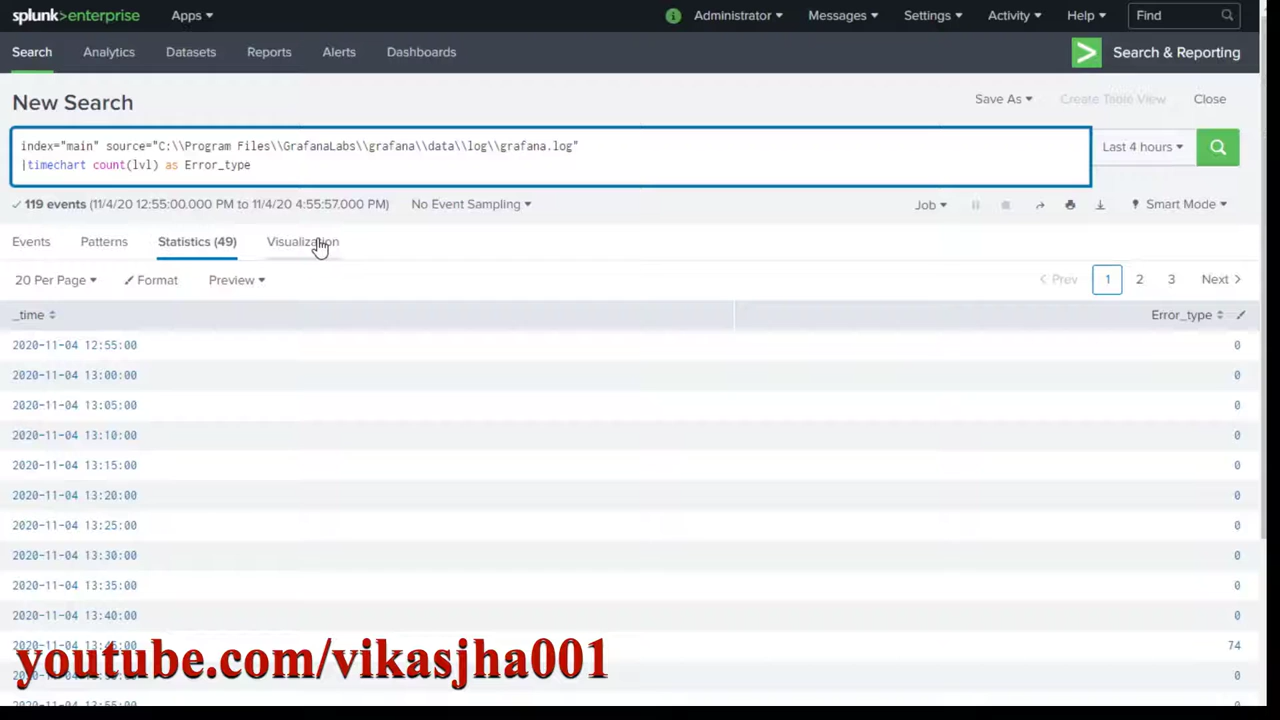 splunk>enterprise Apps Administrator Messages Settings Activity Help Find
Search Analytics Datasets Reports Alerts Dashboards Search & Reporting
New Search Save As Create Table View Close
index="main" source="C:\\Program Files\\GrafanaLabs\\grafana\\data\\log\\grafana.log"
|timechart count(lvl) as Error_type
Last 4 hours
119 events (11/4/20 12:55:00.000 PM to 11/4/20 4:55:57.000 PM) No Event Sampling Job Smart Mode
Events Patterns Statistics (49) Visualization
20 Per Page Format Preview < Prev 1 2 3 Next >
_time Error_type
2020-11-04 12:55:00 0
2020-11-04 13:00:00 0
2020-11-04 13:05:00 0
2020-11-04 13:10:00 0
2020-11-04 13:15:00 0
2020-11-04 13:20:00 0
2020-11-04 13:25:00 0
2020-11-04 13:30:00 0
2020-11-04 13:35:00 0
2020-11-04 13:40:00 0
2020-11-04 13:45:00 74
youtube.com/vikasjha001
0
0